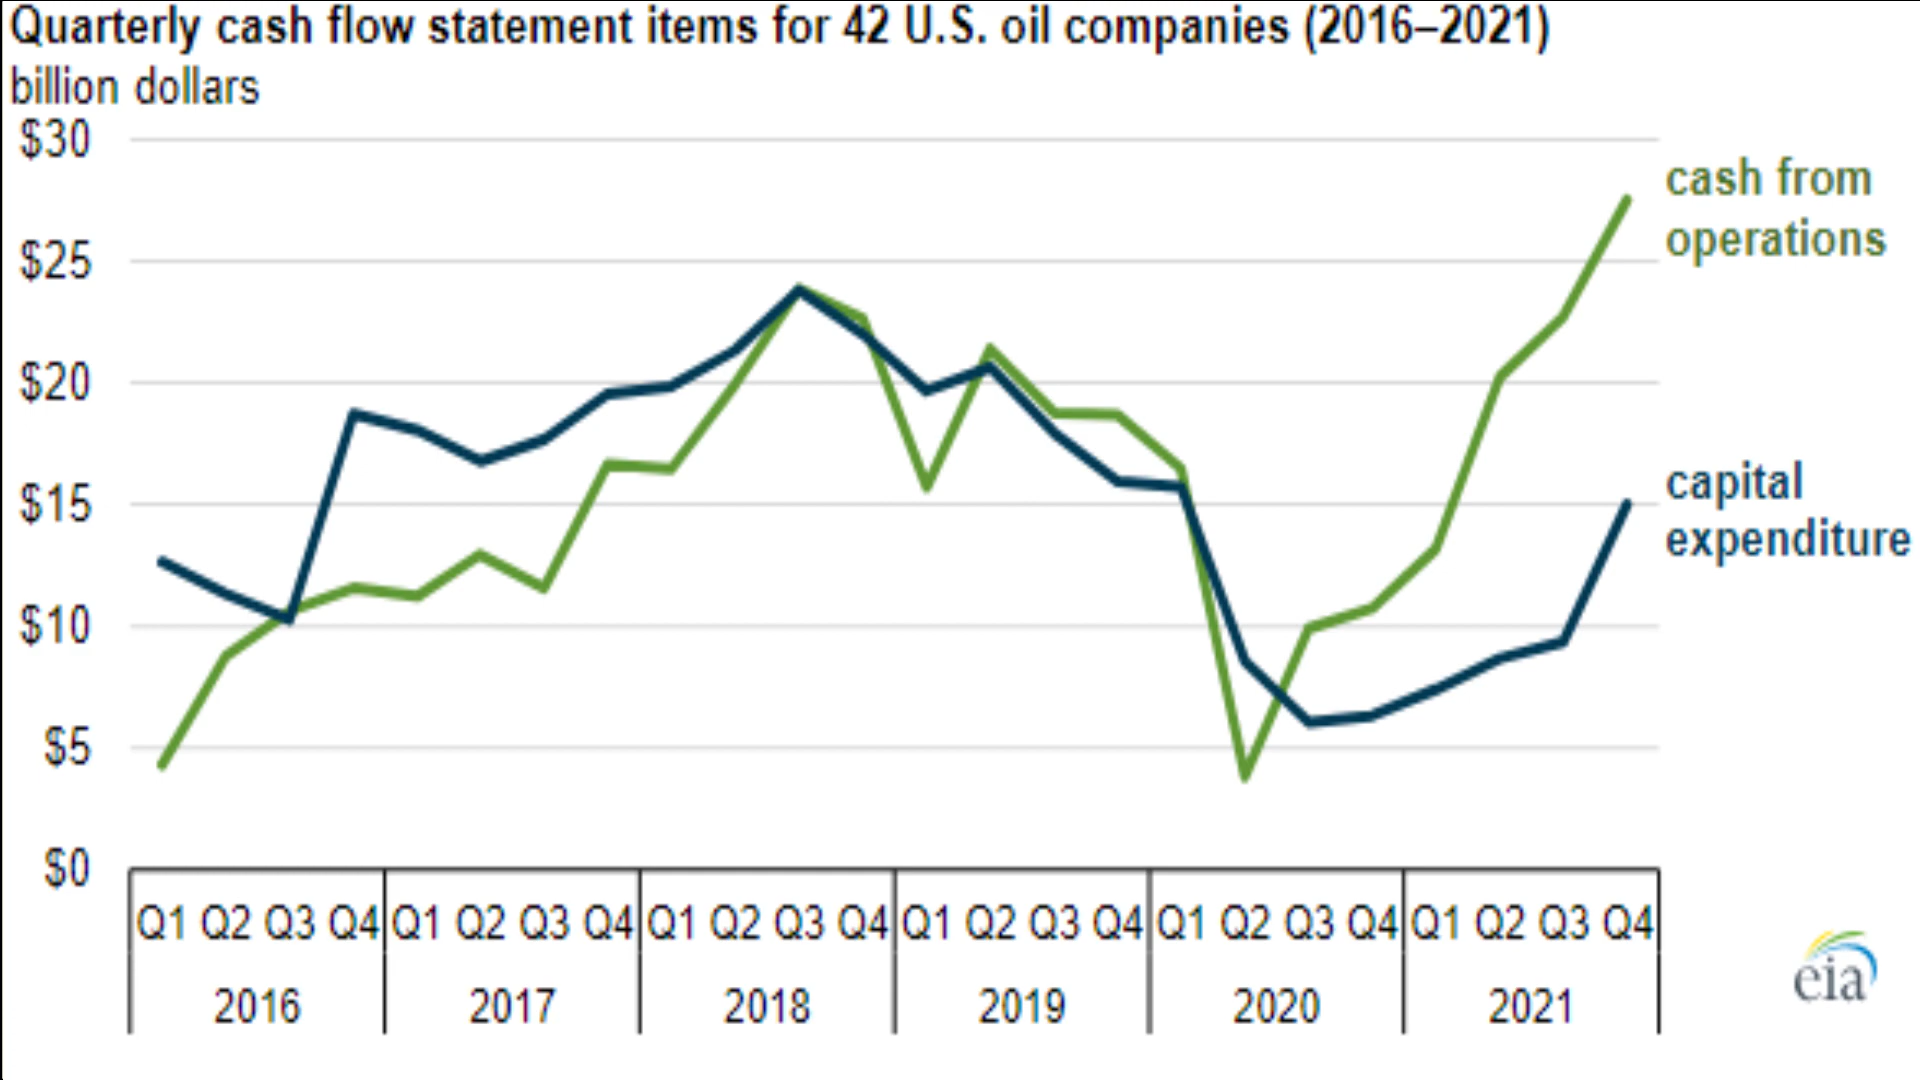 Quarterly cash flow statement items for 42 U.S. oil companies (2016–2021)
billion dollars
$30
$25
$20
$15
$10
$5
$0
cash from
operations
capital
expenditure
Q1 Q2 Q3 Q4 Q1 Q2 Q3 Q4 Q1 Q2 Q3 Q4 Q1 Q2 Q3 Q4 Q1 Q2 Q3 Q4 Q1 Q2 Q3 Q4
2016 2017 2018 2019 2020 2021
eia